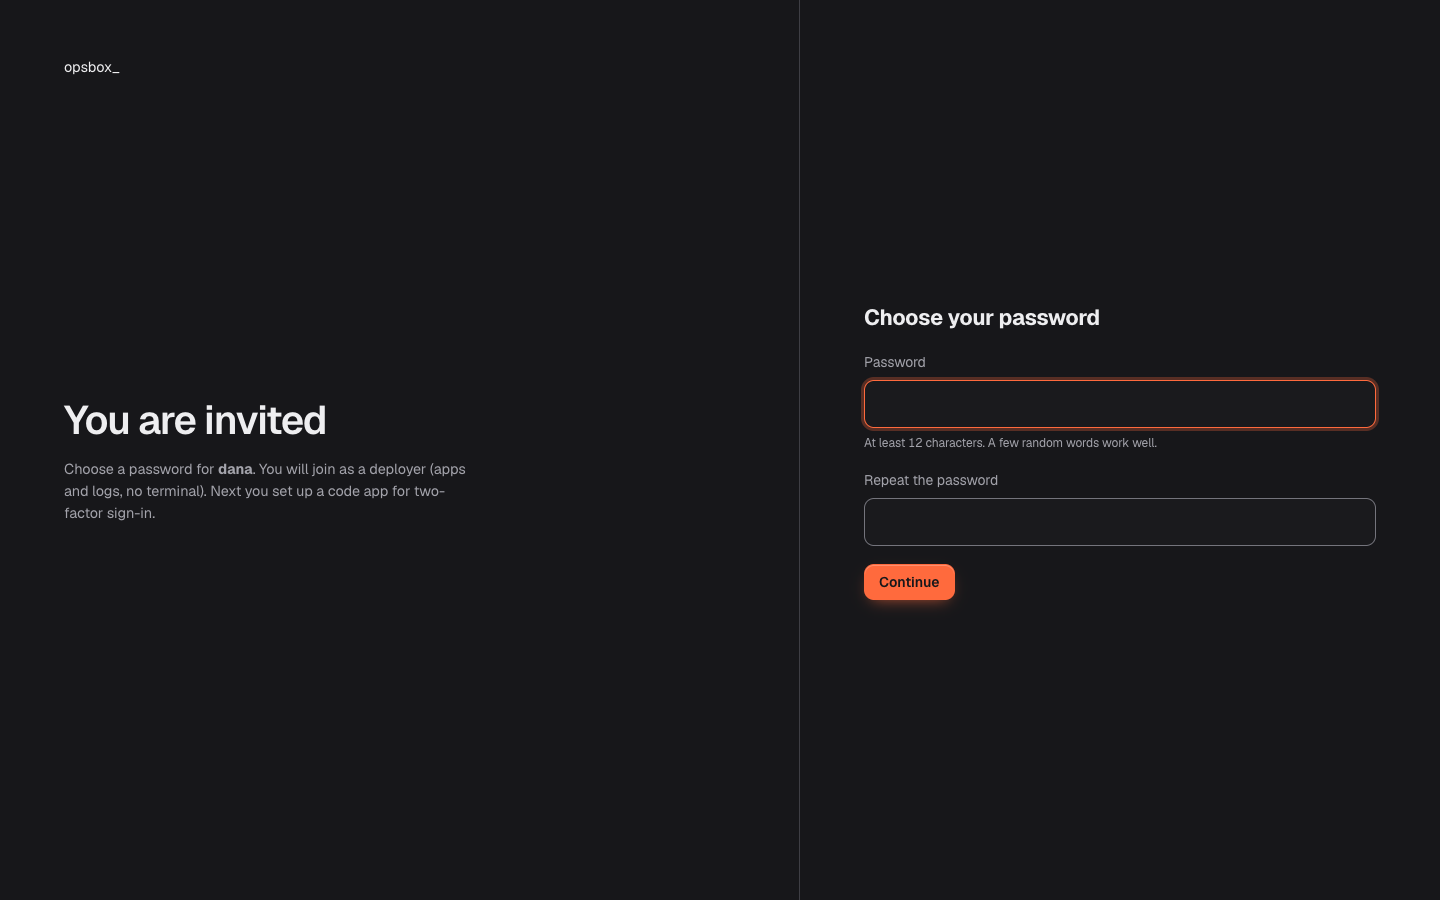 opsbox_
You are invited
Choose a password for dana. You will join as a deployer (apps
and logs, no terminal). Next you set up a code app for two-
factor sign-in.
Choose your password
Password
At least 12 characters. A few random words work well.
Repeat the password
Continue